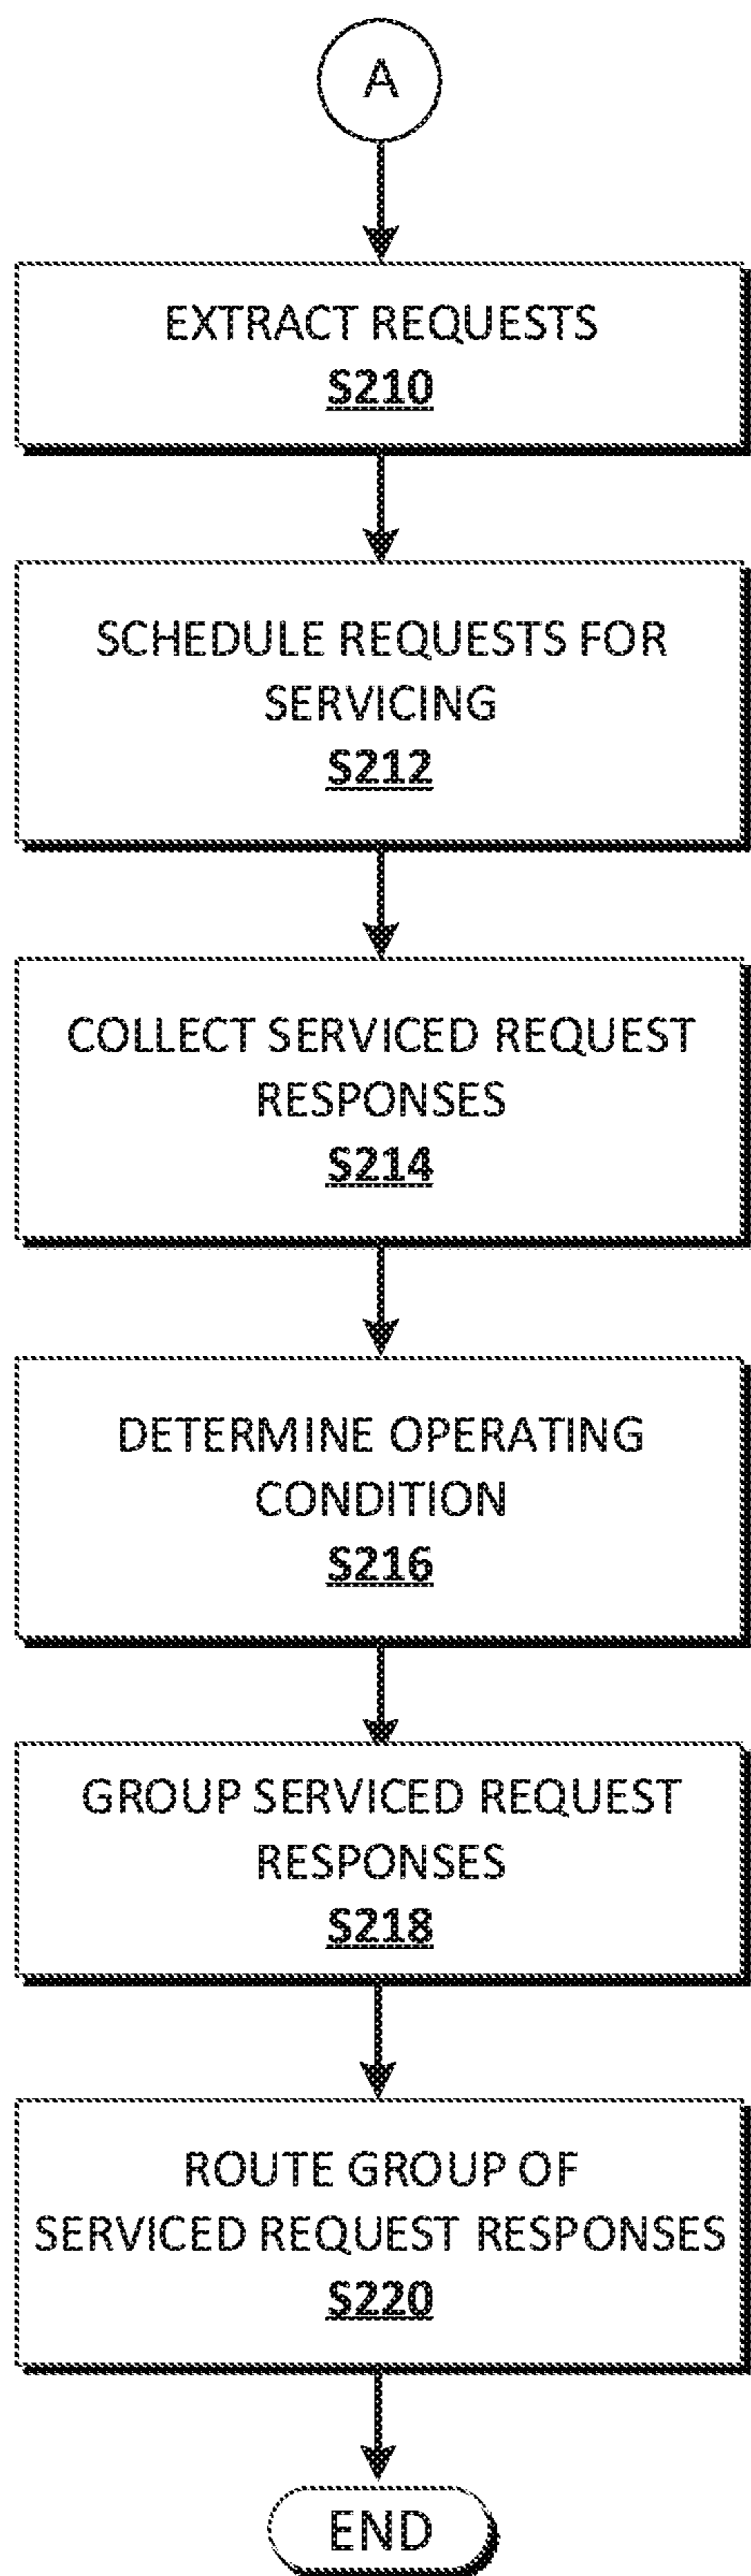 A
EXTRACT REQUESTS
S210
SCHEDULE REQUESTS FOR
SERVICING
S212
COLLECT SERVICED REQUEST
RESPONSES
S214
DETERMINE OPERATING
CONDITION
S216
GROUP SERVICED REQUEST
RESPONSES
S218
ROUTE GROUP OF
SERVICED REQUEST RESPONSES
S220
END